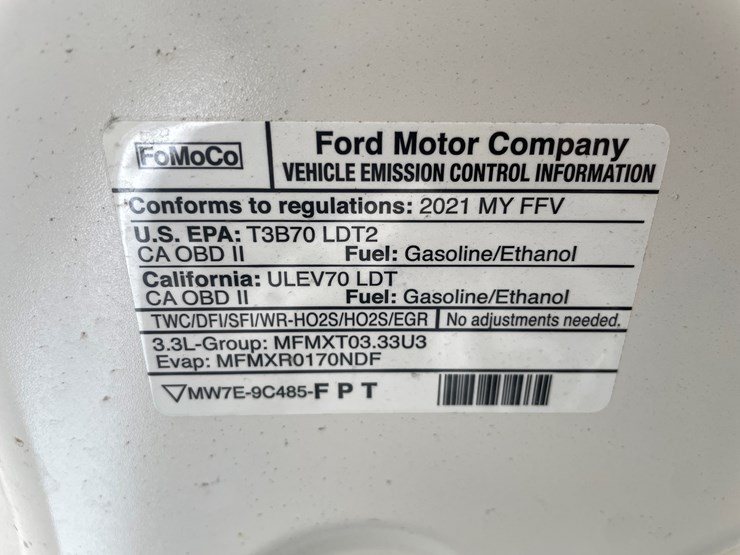 FoMoCo
Ford Motor Company
VEHICLE EMISSION CONTROL INFORMATION
Conforms to regulations: 2021 MY FFV
U.S. EPA: T3B70 LDT2
CA OBD II Fuel: Gasoline/Ethanol
California: ULEV70 LDT
CA OBD II Fuel: Gasoline/Ethanol
TWC/DFI/SFI/WR-HO2S/HO2S/EGR No adjustments needed.
3.3L-Group: MFMXT03.33U3
Evap: MFMXR0170NDF
MW7E-9C485-F P T